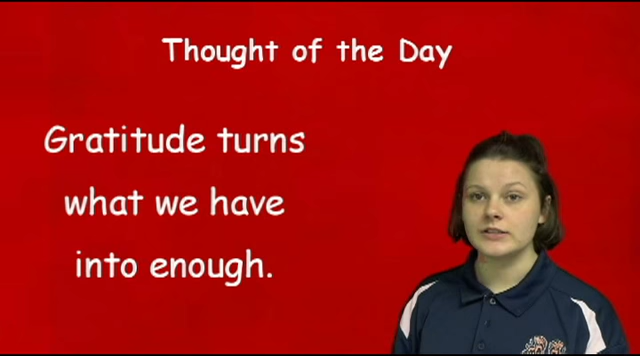 Thought of the Day
Gratitude turns
what we have
into enough.